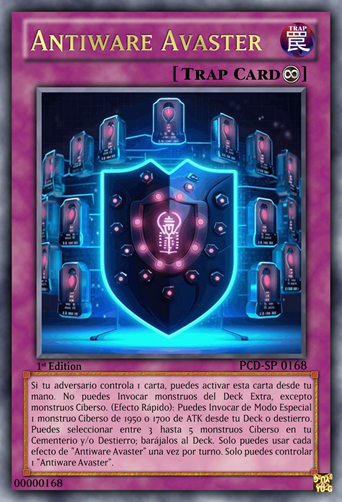 ANTIWARE AVASTER
TRAP
罠
[TRAP CARD]
1st Edition
PCD-SP 0168
Si tu adversario controla 1 carta, puedes activar esta carta desde tu
mano. No puedes Invocar monstruos del Deck Extra, excepto
monstruos Ciberso. (Efecto Rápido): Puedes Invocar de Modo Especial
1 monstruo Ciberso de 1950 o 1700 de ATK desde tu Deck o destierro.
Puedes seleccionar entre 3 hasta 5 monstruos Ciberso en tu
Cementerio y/o Destierro; barájalos al Deck. Solo puedes usar cada
efecto de "Antiware Avaster" una vez por turno. Solo puedes controlar
1 "Antiware Avaster".
00000168